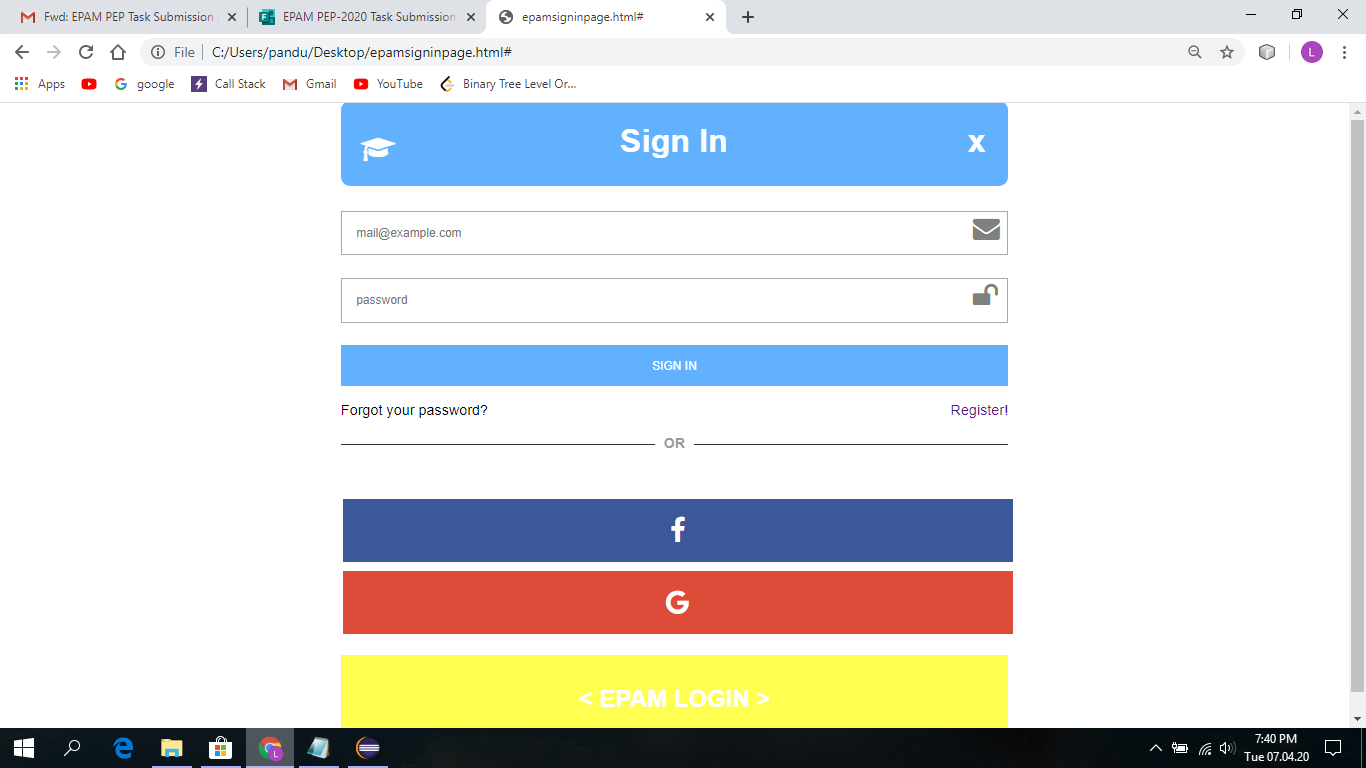 Fwd: EPAM PEP Task Submission
EPAM PEP-2020 Task Submission
epamsigninpage.html#
File
C:/Users/pandu/Desktop/epamsigninpage.html#
L
Apps
google
Call Stack
Gmail
YouTube
Binary Tree Level Or...
Sign In
x
mail@example.com
password
SIGN IN
Forgot your password?
Register!
OR
f
G
< EPAM LOGIN >
L
7:40 PM
Tue 07.04.20